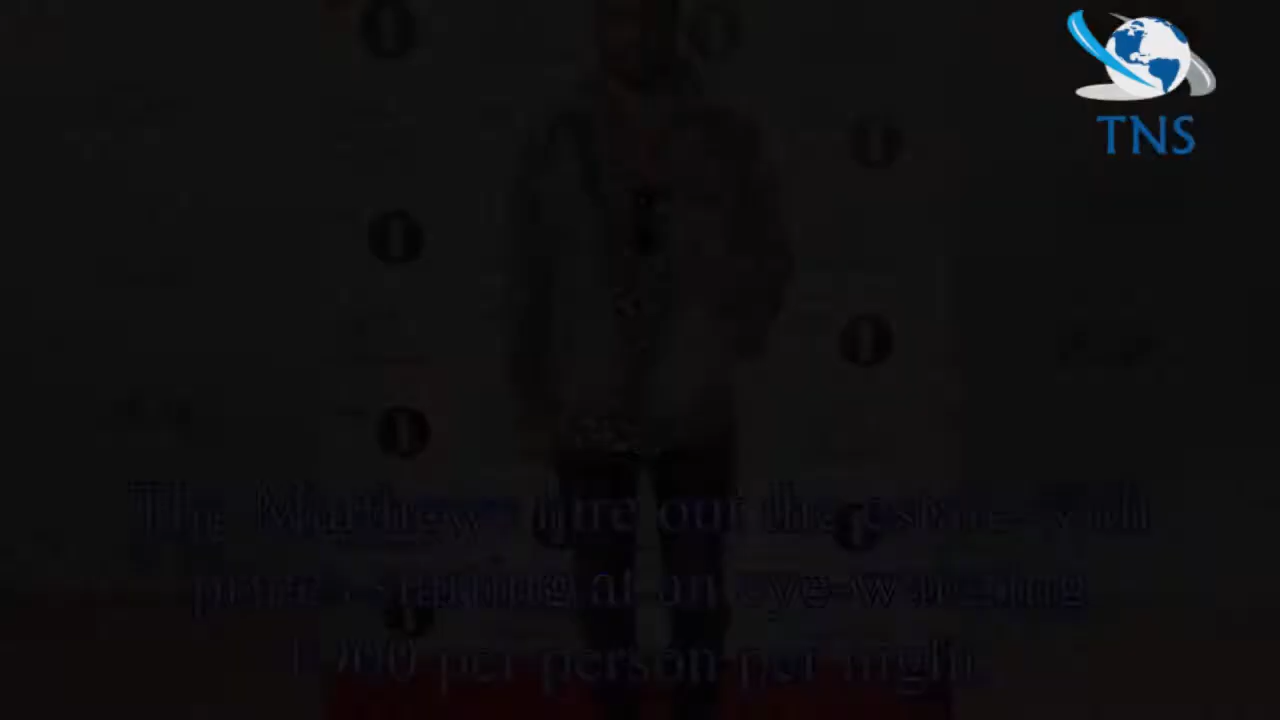 TNS
The Matthews hire out the estate with
prices starting at an eye-watering
per person per night.